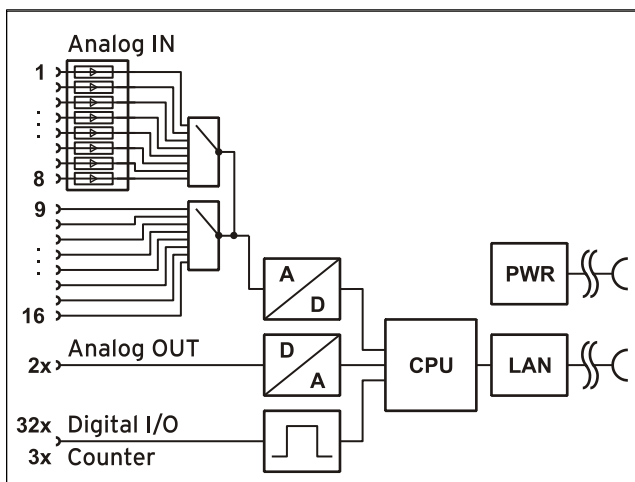 Analog IN
1
8
9
16
A
D
PWR
Analog OUT
2x
D
A
CPU
LAN
32x Digital I/O
3x Counter